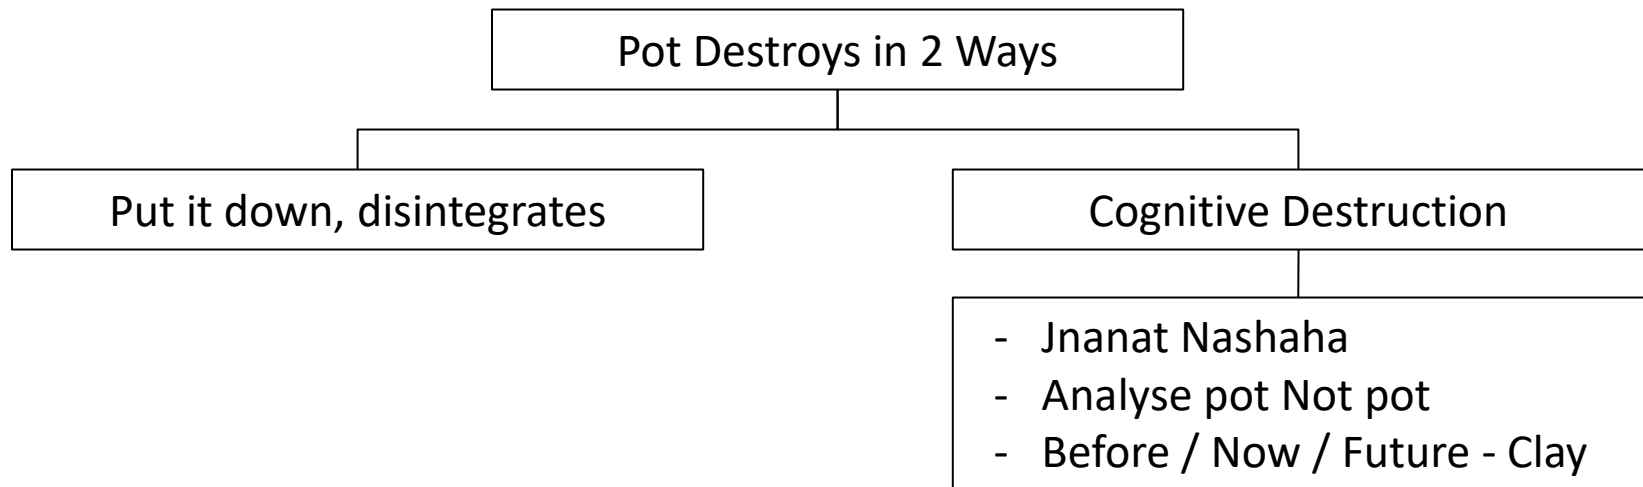 Pot Destroys in 2 Ways
Put it down, disintegrates
Cognitive Destruction
- Jnanat Nashaha
- Analyse pot Not pot
- Before / Now / Future - Clay